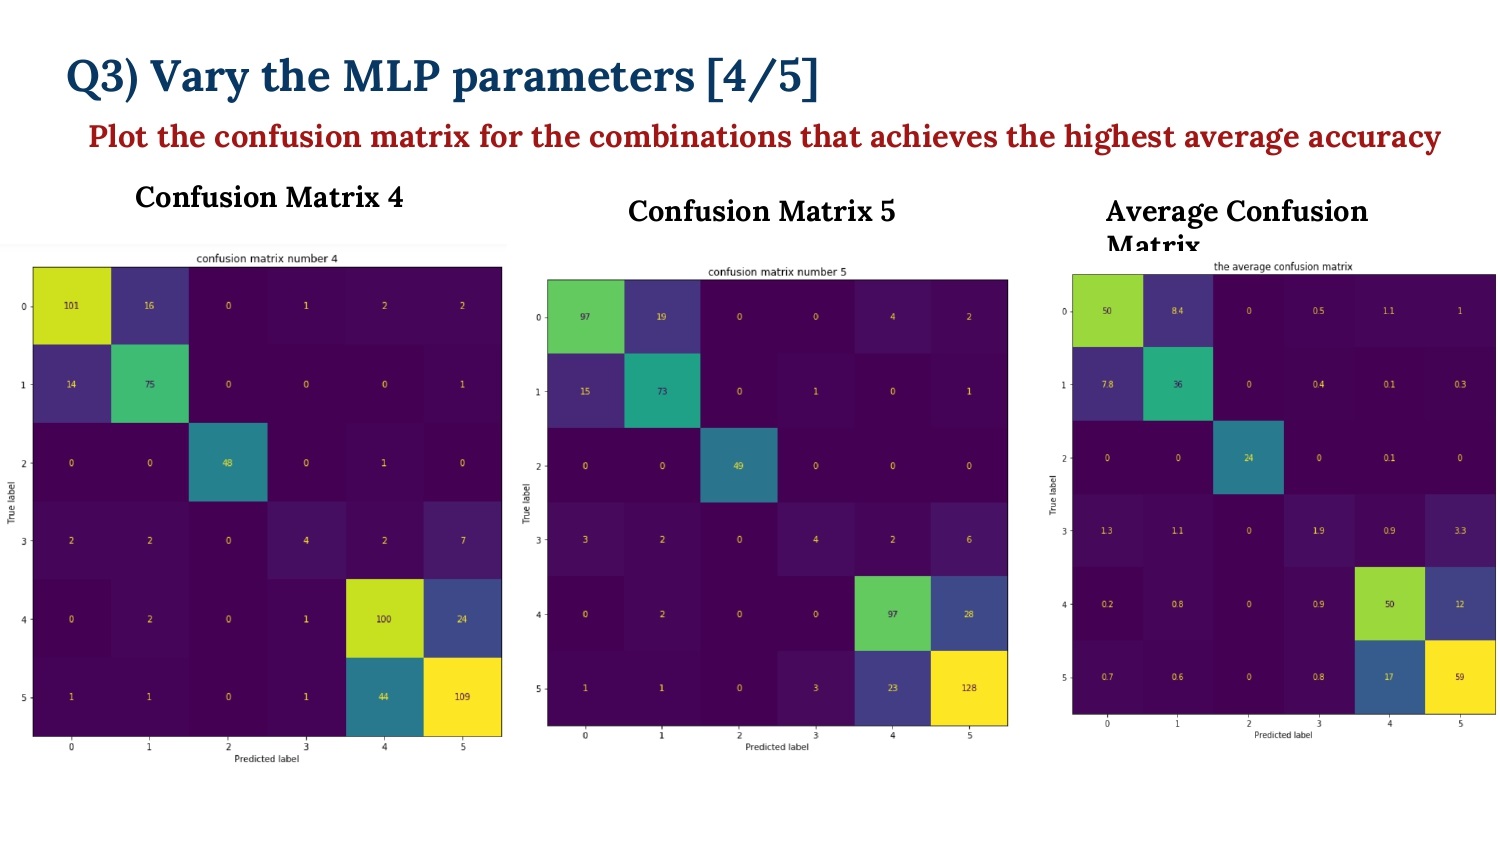 Q3) Vary the MLP parameters [4/5]
Plot the confusion matrix for the combinations that achieves the highest average accuracy
Confusion Matrix 4
confusion matrix number 4
True label
0 101 16 0 1 2 2
1 14 75 0 0 0 1
2 0 0 48 0 1 0
3 2 2 0 4 2 7
4 0 2 0 1 100 24
5 1 1 0 1 44 109
0 1 2 3 4 5
Predicted label
Confusion Matrix 5
confusion matrix number 5
True label
0 97 19 0 0 4 2
1 15 73 0 1 0 1
2 0 0 49 0 0 0
3 3 2 0 4 2 6
4 0 2 0 0 97 28
5 1 1 0 3 23 128
0 1 2 3 4 5
Predicted label
Average Confusion
Matrix
the average confusion matrix
True label
0 50 8.4 0 0.5 1.1 1
1 7.8 36 0 0.4 0.1 0.3
2 0 0 24 0 0.1 0
3 1.3 1.1 0 1.9 0.9 3.3
4 0.2 0.8 0 0.9 50 12
5 0.7 0.6 0 0.8 17 59
0 1 2 3 4 5
Predicted label